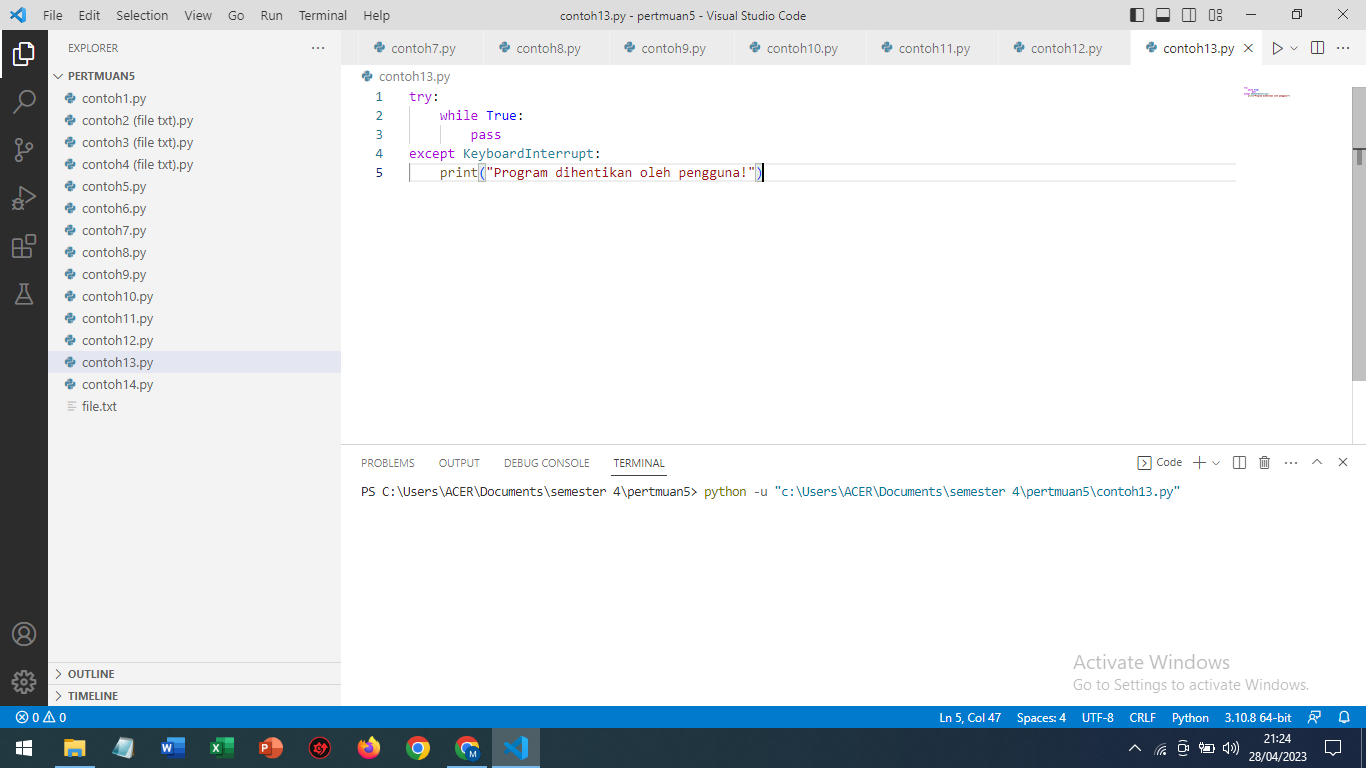 File Edit Selection View Go Run Terminal Help contoh13.py - pertmuan5 - Visual Studio Code
EXPLORER
contoh7.py contoh8.py contoh9.py contoh10.py contoh11.py contoh12.py contoh13.py
PERTMUAN5
contoh1.py
contoh2 (file txt).py
contoh3 (file txt).py
contoh4 (file txt).py
contoh5.py
contoh6.py
contoh7.py
contoh8.py
contoh9.py
contoh10.py
contoh11.py
contoh12.py
contoh13.py
contoh14.py
file.txt
OUTLINE
TIMELINE
contoh13.py
1 try:
2 while True:
3 pass
4 except KeyboardInterrupt:
5 print("Program dihentikan oleh pengguna!")
PROBLEMS OUTPUT DEBUG CONSOLE TERMINAL Code
PS C:\Users\ACER\Documents\semester 4\pertmuan5> python -u "c:\Users\ACER\Documents\semester 4\pertmuan5\contoh13.py"
Activate Windows
Go to Settings to activate Windows.
0 0 Ln 5, Col 47 Spaces: 4 UTF-8 CRLF Python 3.10.8 64-bit
21:24
28/04/2023